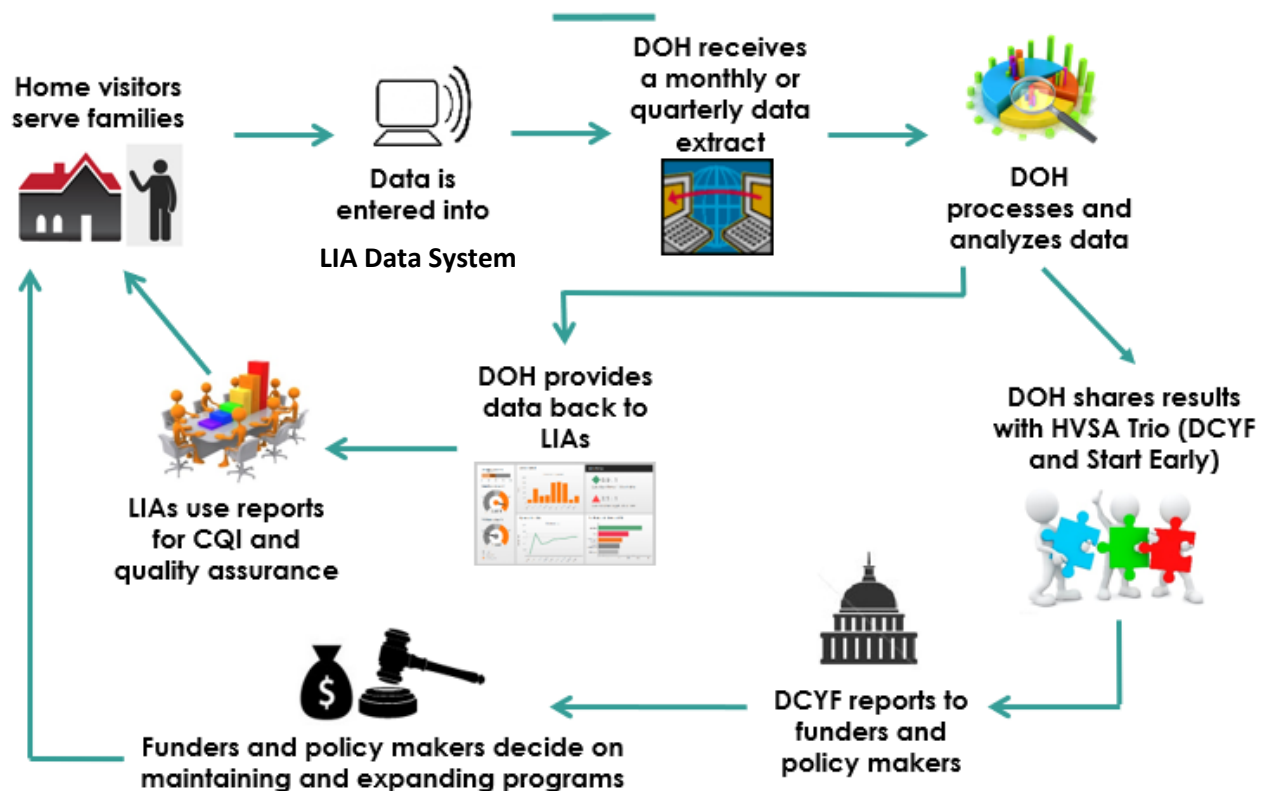 Home visitors
serve families
Data is
entered into
LIA Data System
DOH receives
a monthly or
quarterly data
extract
DOH
processes and
analyzes data
DOH provides
data back to
LIAs
LIAs use reports
for CQI and
quality assurance
DOH shares results
with HVSA Trio (DCYF
and Start Early)
DCYF reports to
funders and
policy makers
$
Funders and policy makers decide on
maintaining and expanding programs